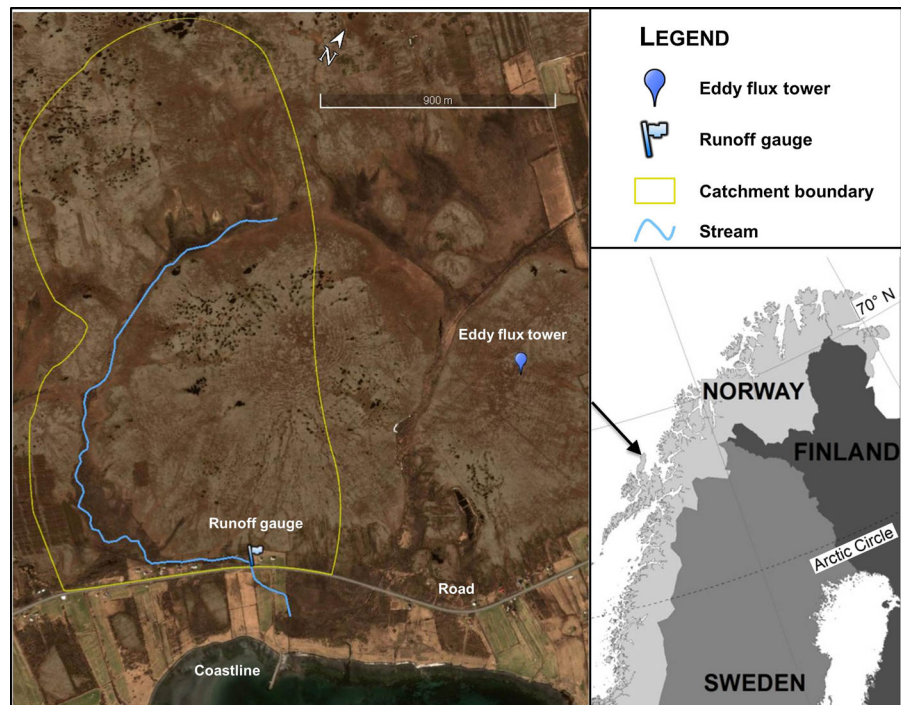 N
900 m
Eddy flux tower
Runoff gauge
Road
Coastline
LEGEND
Eddy flux tower
Runoff gauge
Catchment boundary
Stream
70° N
NORWAY
FINLAND
Arctic Circle
SWEDEN